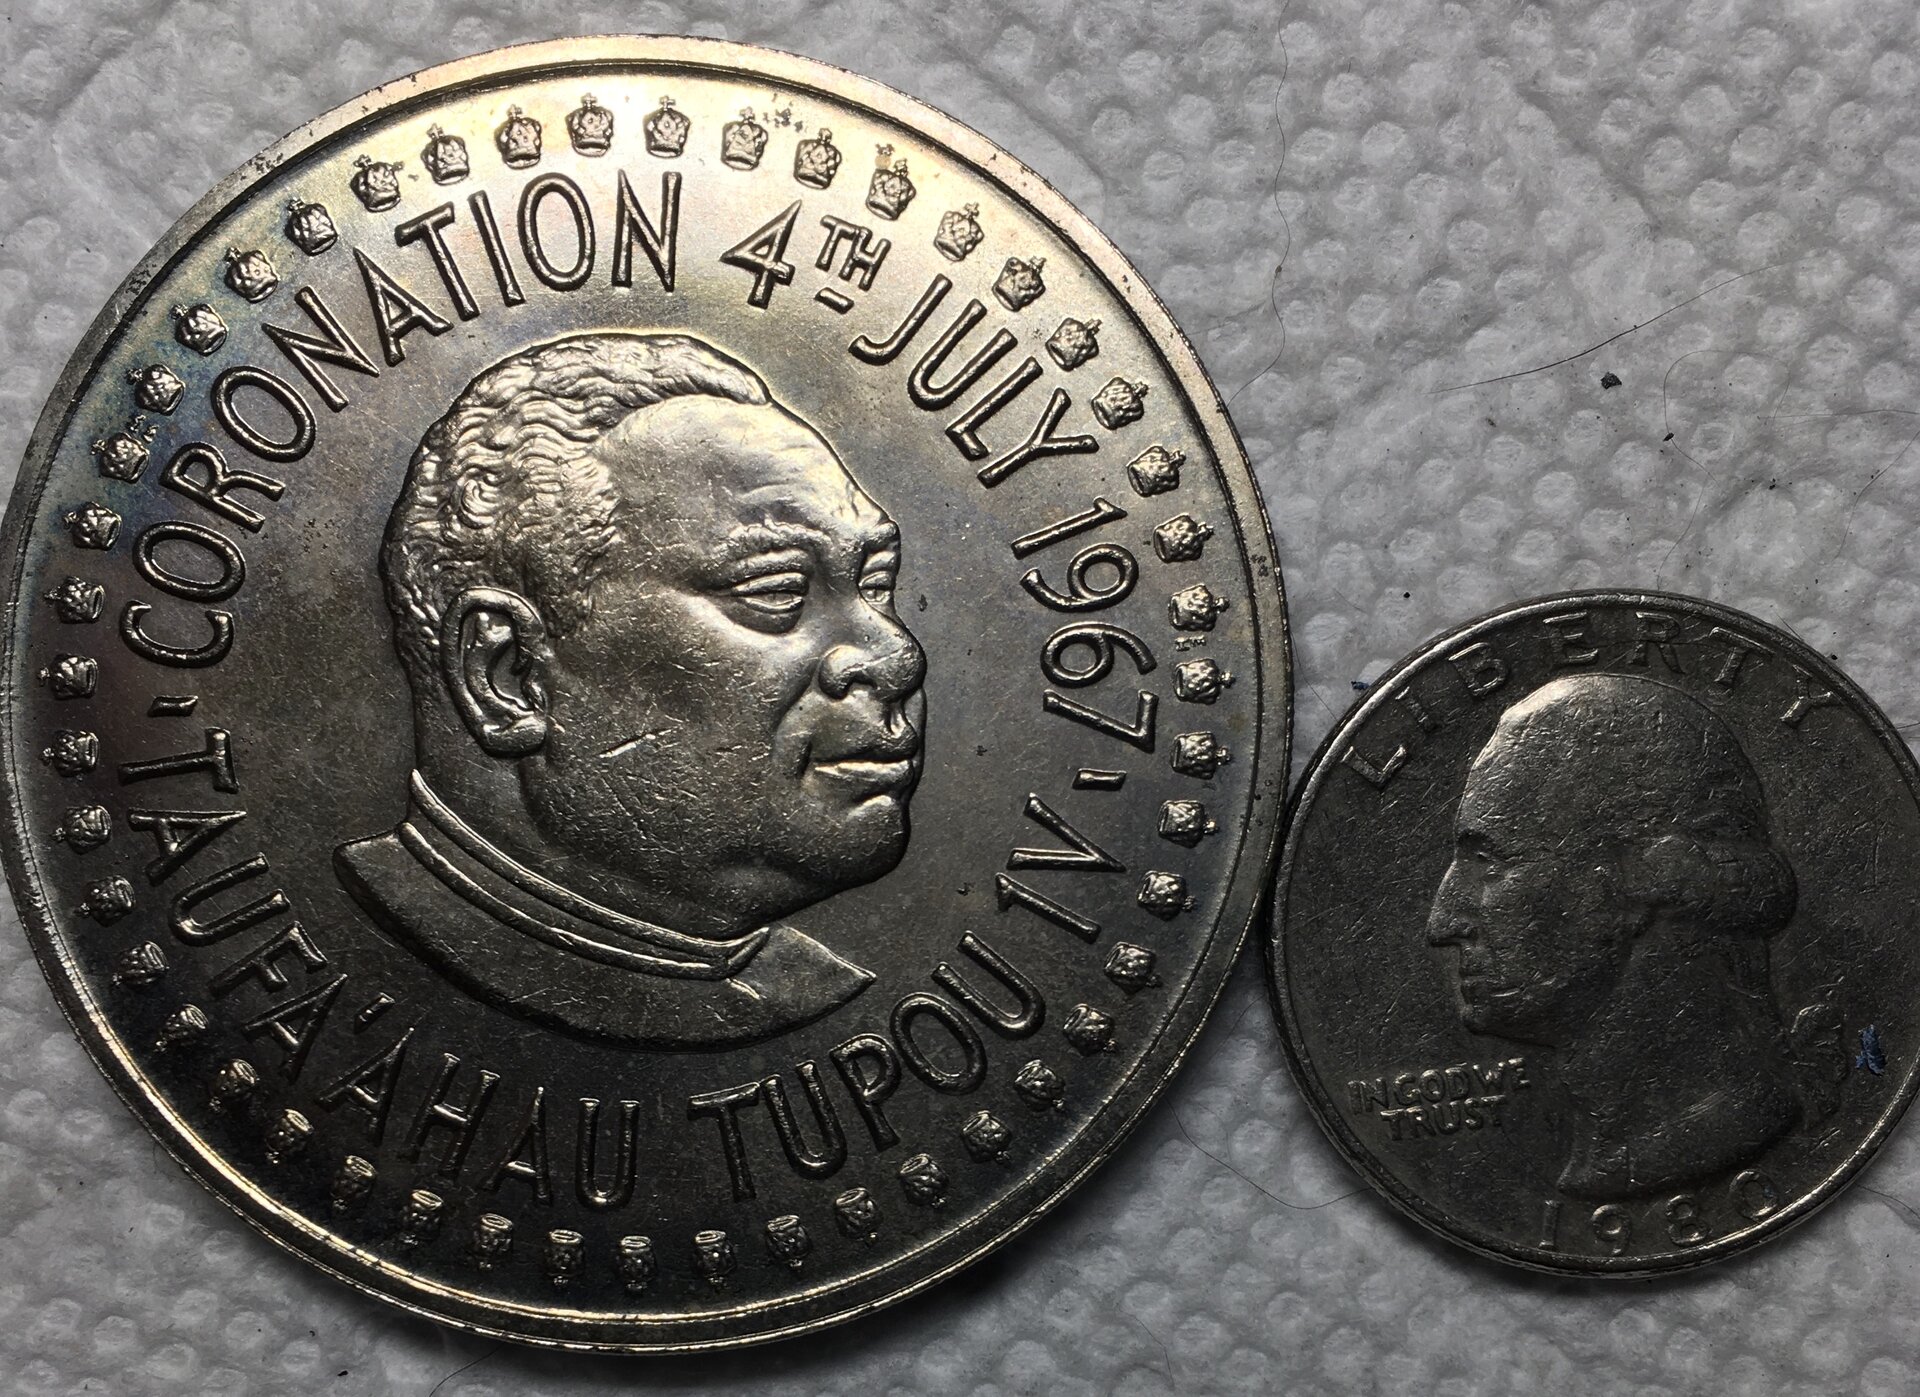 CORONATION 4TH JULY 1967 ·
TAUFA'AHAU TUPOU IV ·
LIBERTY
IN GOD WE
TRUST
1980